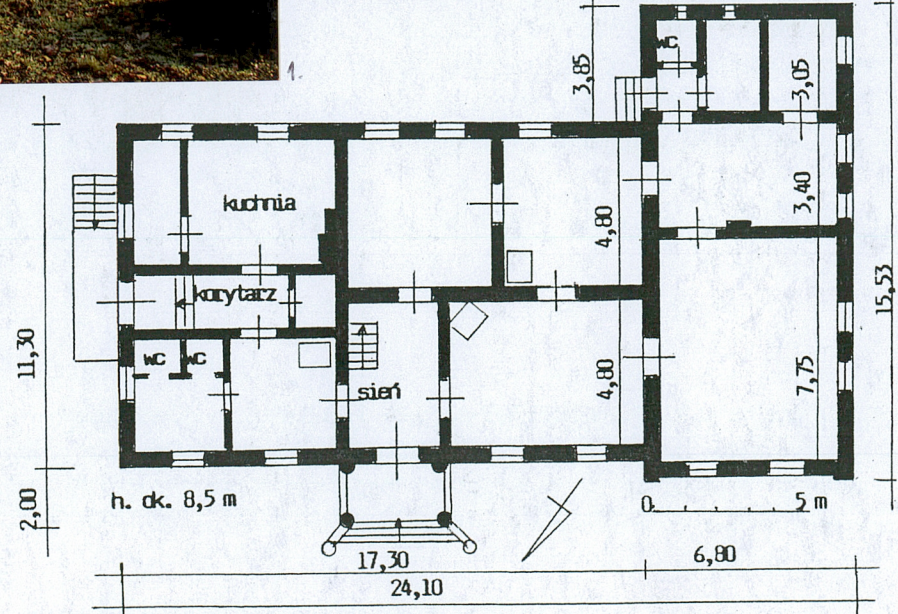 1.
3,85
WC
3,05
kuchnia
4,80
3,40
korytarz
15,53
11,30
WC WC
sień
4,80
7,75
2,00
h. ok. 8,5 m
0 5 m
17,30
6,80
24,10